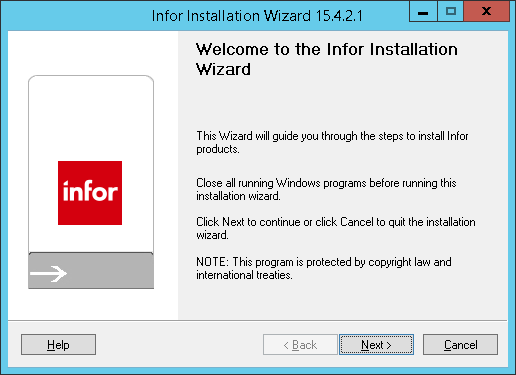 Infor Installation Wizard 15.4.2.1
Welcome to the Infor Installation
Wizard
This Wizard will guide you through the steps to install Infor
products.
infor
Close all running Windows programs before running this
installation wizard.
Click Next to continue or click Cancel to quit the installation
wizard.
NOTE: This program is protected by copyright law and
international treaties.
Help
< Back
Next >
Cancel